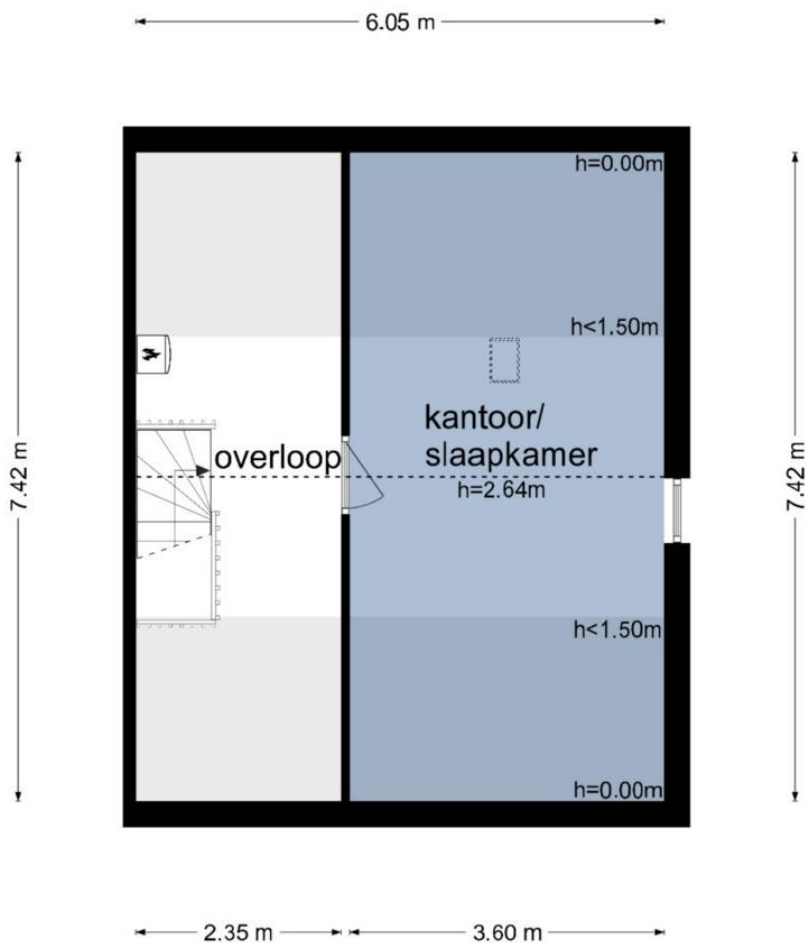 6.05 m
h=0.00m
h<1.50m
kantoor/
slaapkamer
overloop
h=2.64m
7.42 m
7.42 m
h<1.50m
h=0.00m
2.35 m
3.60 m